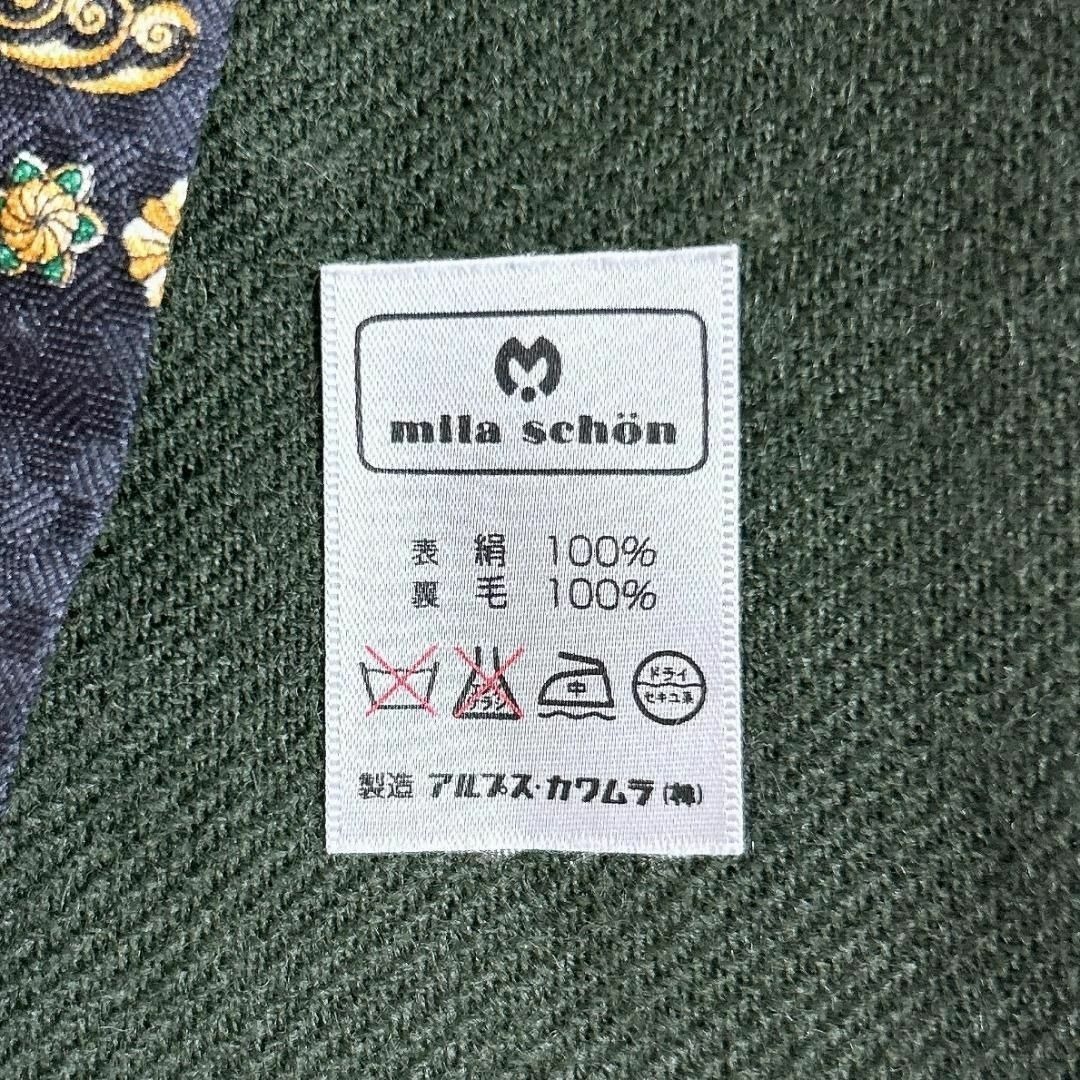 mila schön
表 絹 100%
裏 毛 100%
中
ドライ
セキユ系
製造 アルプス・カワムラ(株)